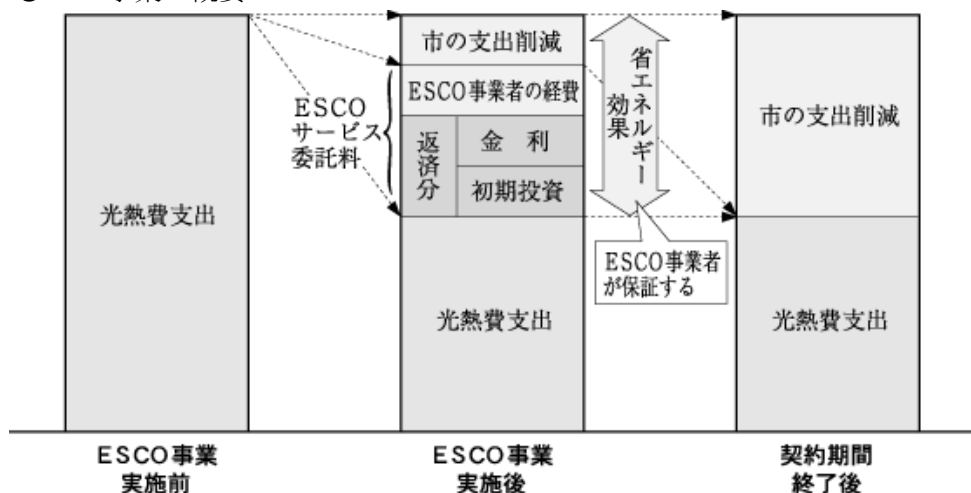 光熱費支出
ESCO
サービス
委託料
市の支出削減
ESCO事業者の経費
返済分
金 利
初期投資
光熱費支出
省エネルギー
効果
ESCO事業者
が保証する
市の支出削減
光熱費支出
ESCO事業
実施前
ESCO事業
実施後
契約期間
終了後